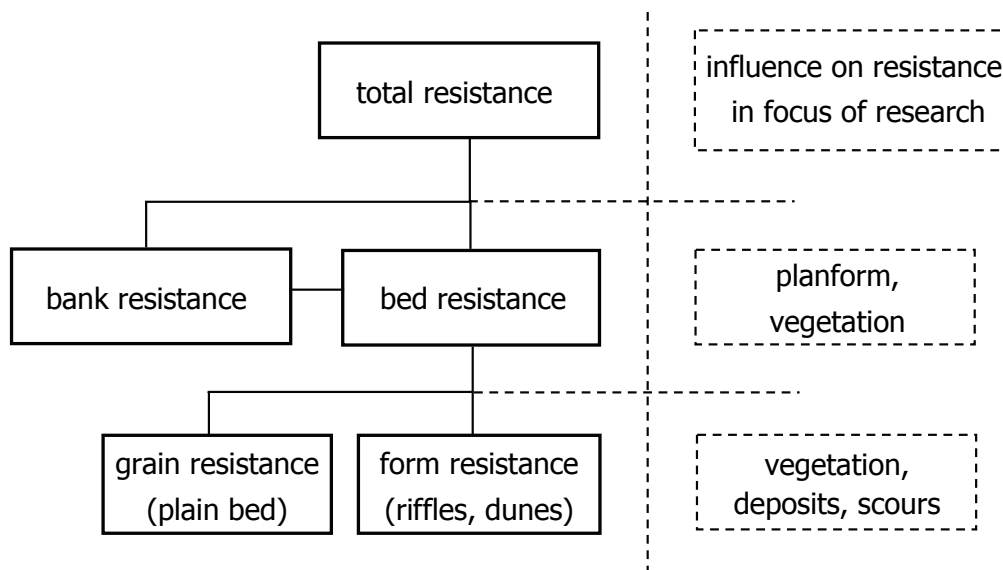 total resistance
influence on resistance
in focus of research
bank resistance
bed resistance
planform,
vegetation
grain resistance
(plain bed)
form resistance
(riffles, dunes)
vegetation,
deposits, scours